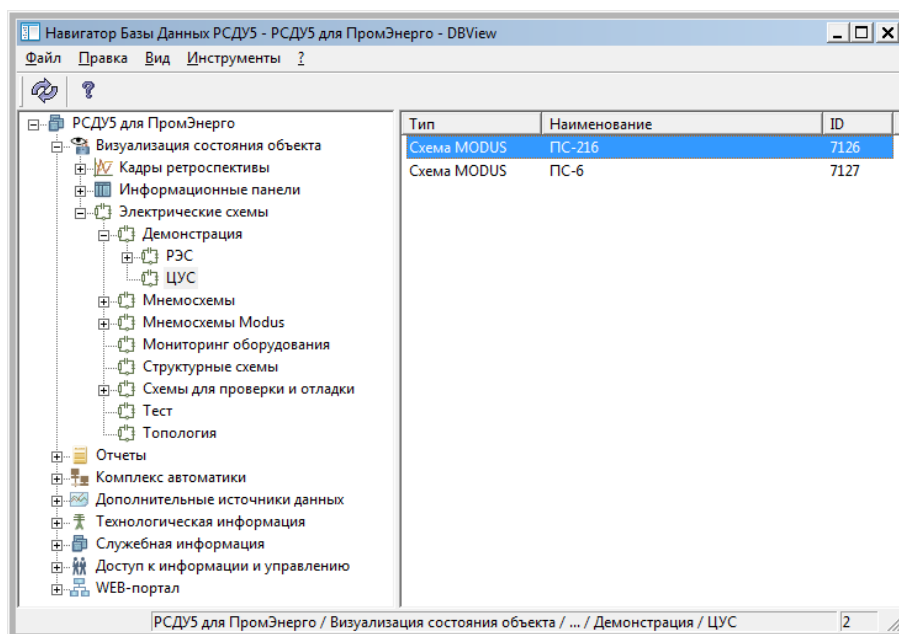 Навигатор Базы Данных РСДУ5 - РСДУ5 для ПромЭнерго - DBView
Файл Правка Вид Инструменты ?
РСДУ5 для ПромЭнерго
Визуализация состояния объекта
Кадры ретроспективы
Информационные панели
Электрические схемы
Демонстрация
РЭС
ЦУС
Мнемосхемы
Мнемосхемы Modus
Мониторинг оборудования
Структурные схемы
Схемы для проверки и отладки
Тест
Топология
Отчеты
Комплекс автоматики
Дополнительные источники данных
Технологическая информация
Служебная информация
Доступ к информации и управлению
WEB-портал
Тип Наименование ID
Схема MODUS ПС-216 7126
Схема MODUS ПС-6 7127
РСДУ5 для ПромЭнерго / Визуализация состояния объекта / ... / Демонстрация / ЦУС 2